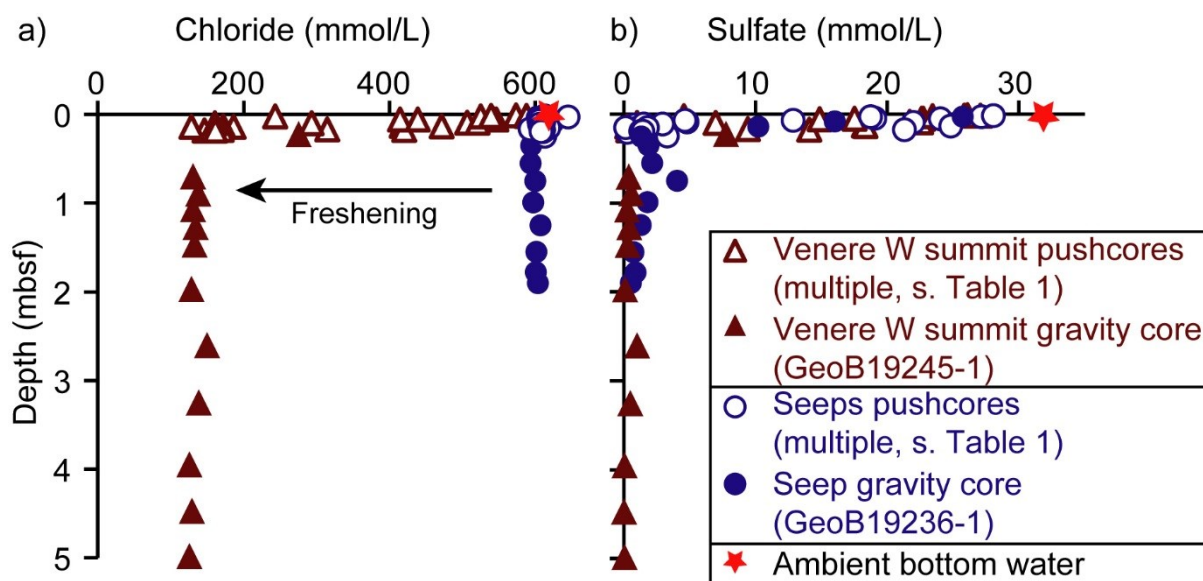 a) Chloride (mmol/L)
0 200 400 600
b) Sulfate (mmol/L)
0 10 20 30
Depth (mbsf)
0
1
2
3
4
5
Freshening
Venere W summit pushcores
(multiple, s. Table 1)
Venere W summit gravity core
(GeoB19245-1)
Seeps pushcores
(multiple, s. Table 1)
Seep gravity core
(GeoB19236-1)
Ambient bottom water